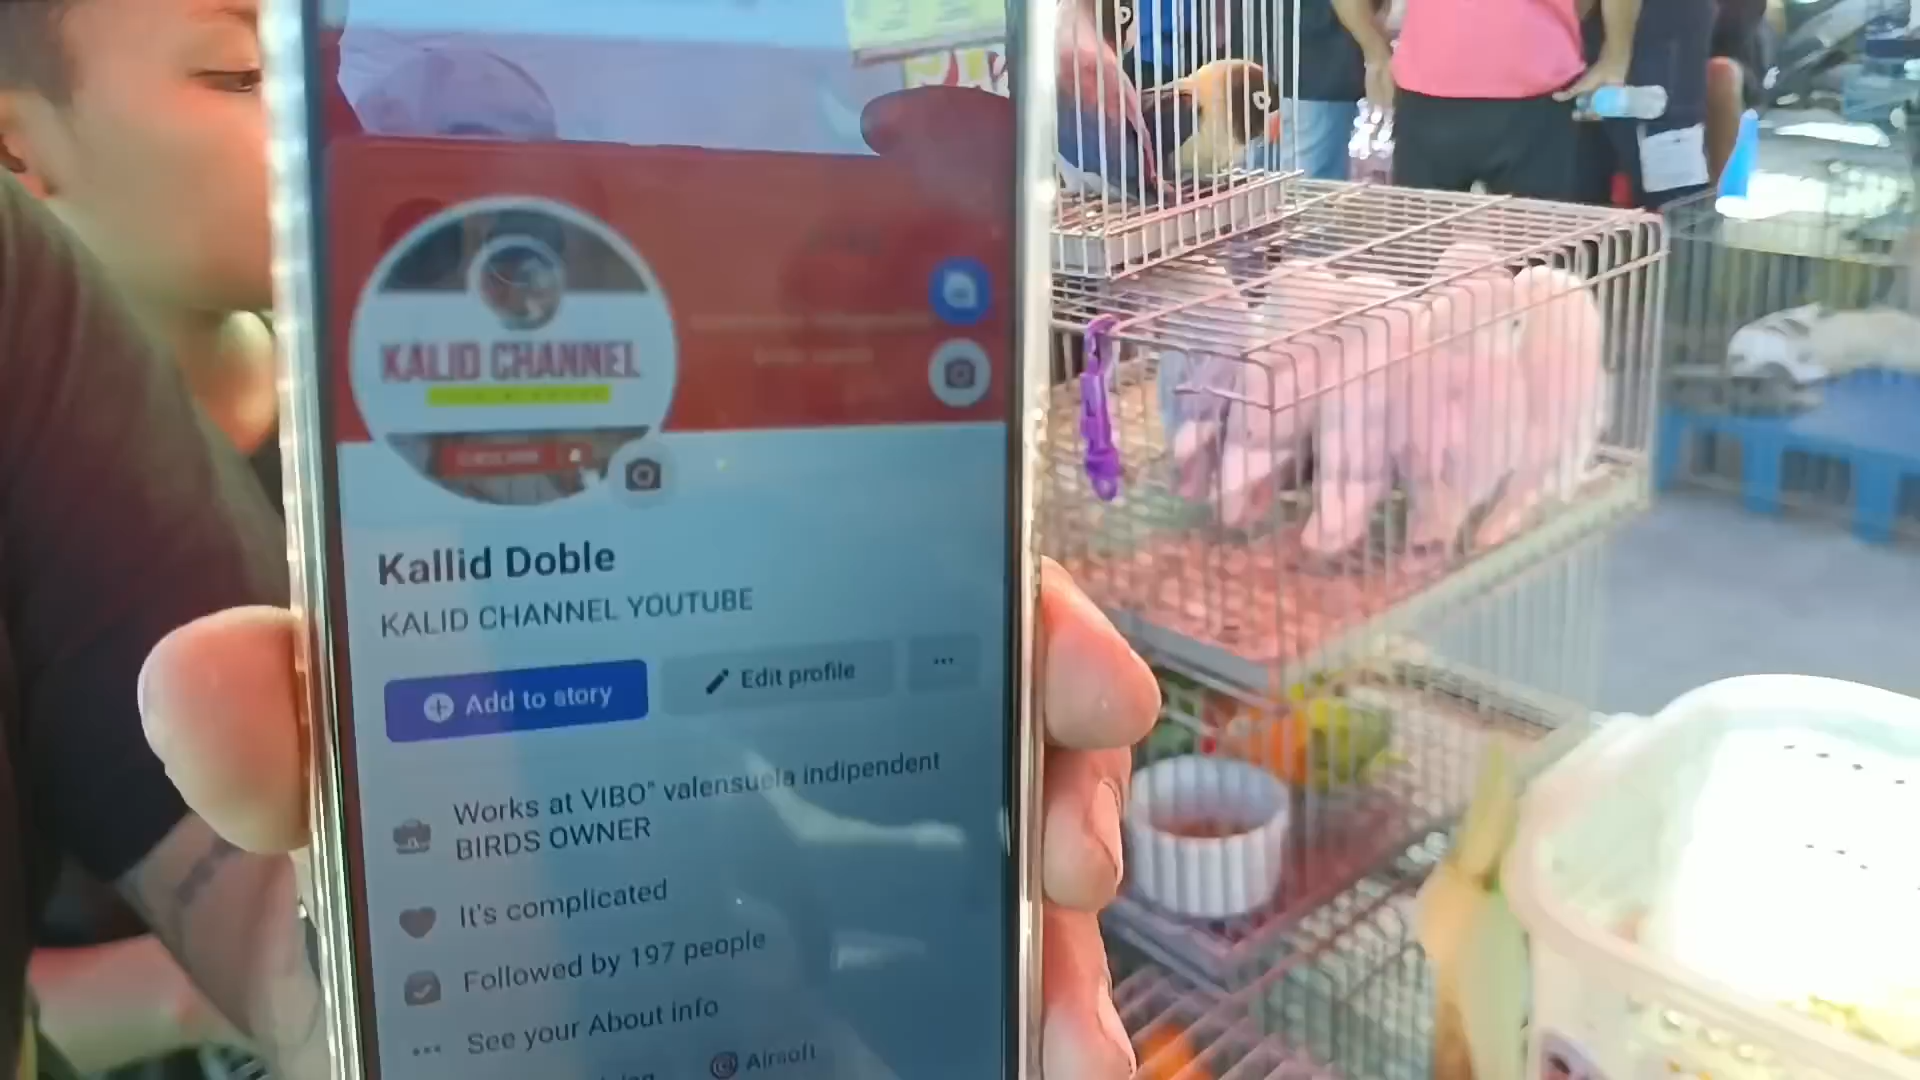 KALID CHANNEL
SUBSCRIBE
Kallid Doble
KALID CHANNEL YOUTUBE
Add to story
Edit profile
Works at VIBO" valensuela indipendent
BIRDS OWNER
It's complicated
Followed by 197 people
See your About info
Airsoft